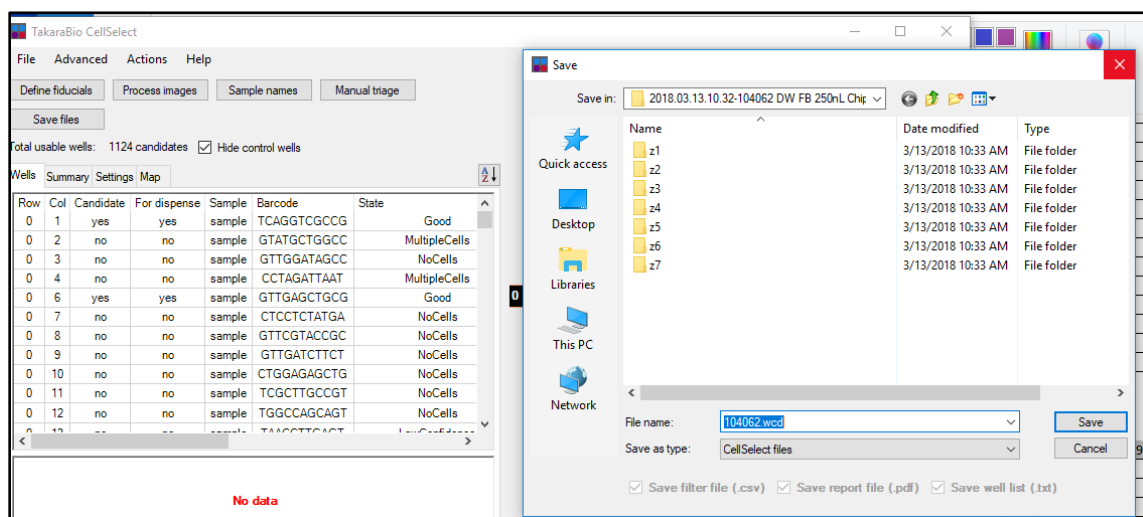 TakaraBio CellSelect
File Advanced Actions Help
Define fiducials Process images Sample names Manual triage
Save files
Total usable wells: 1124 candidates Hide control wells
Wells Summary Settings Map
Row Col Candidate For dispense Sample Barcode State
0 1 yes yes sample TCAGGTCGCCG Good
0 2 no no sample GTATGCTGGCC MultipleCells
0 3 no no sample GTTGGATAGCC NoCells
0 4 no no sample CCTAGATTAAT MultipleCells
0 6 yes yes sample GTTGAGCTGCG Good
0 7 no no sample CTCCTCTATGA NoCells
0 8 no no sample GTTCGTACCGC NoCells
0 9 no no sample GTTGATCTTCT NoCells
0 10 no no sample CTGGAGAGCTG NoCells
0 11 no no sample TCGCTTGCCGT NoCells
0 12 no no sample TGGCCAGCAGT NoCells
No data
0
Save
Save in: 2018.03.13.10.32-104062 DW FB 250nL Chip
Quick access
Desktop
Libraries
This PC
Network
Name Date modified Type
z1 3/13/2018 10:33 AM File folder
z2 3/13/2018 10:33 AM File folder
z3 3/13/2018 10:33 AM File folder
z4 3/13/2018 10:33 AM File folder
z5 3/13/2018 10:33 AM File folder
z6 3/13/2018 10:33 AM File folder
z7 3/13/2018 10:33 AM File folder
File name: 104062.wcd Save
Save as type: CellSelect files Cancel
Save filter file (.csv) Save report file (.pdf) Save well list (.txt)